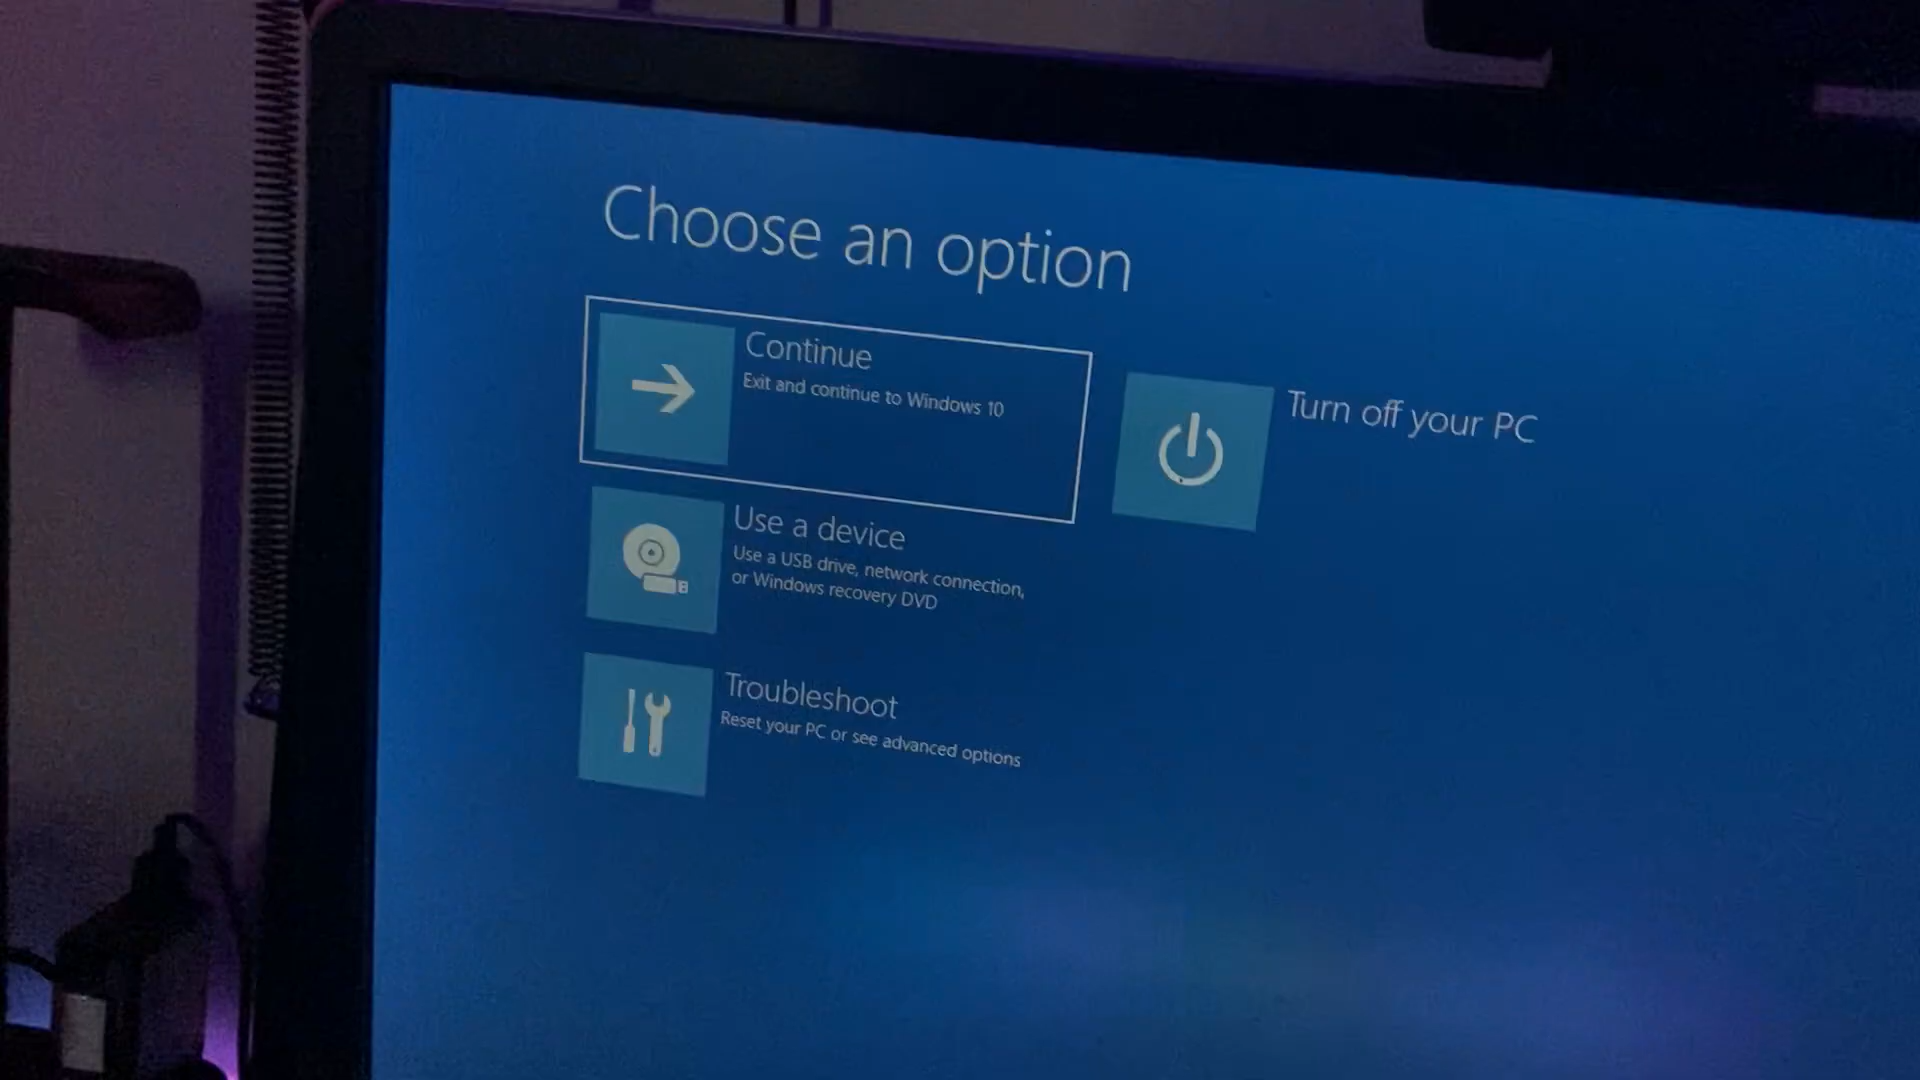 Choose an option
Continue
Exit and continue to Windows 10
Turn off your PC
Use a device
Use a USB drive, network connection,
or Windows recovery DVD
Troubleshoot
Reset your PC or see advanced options